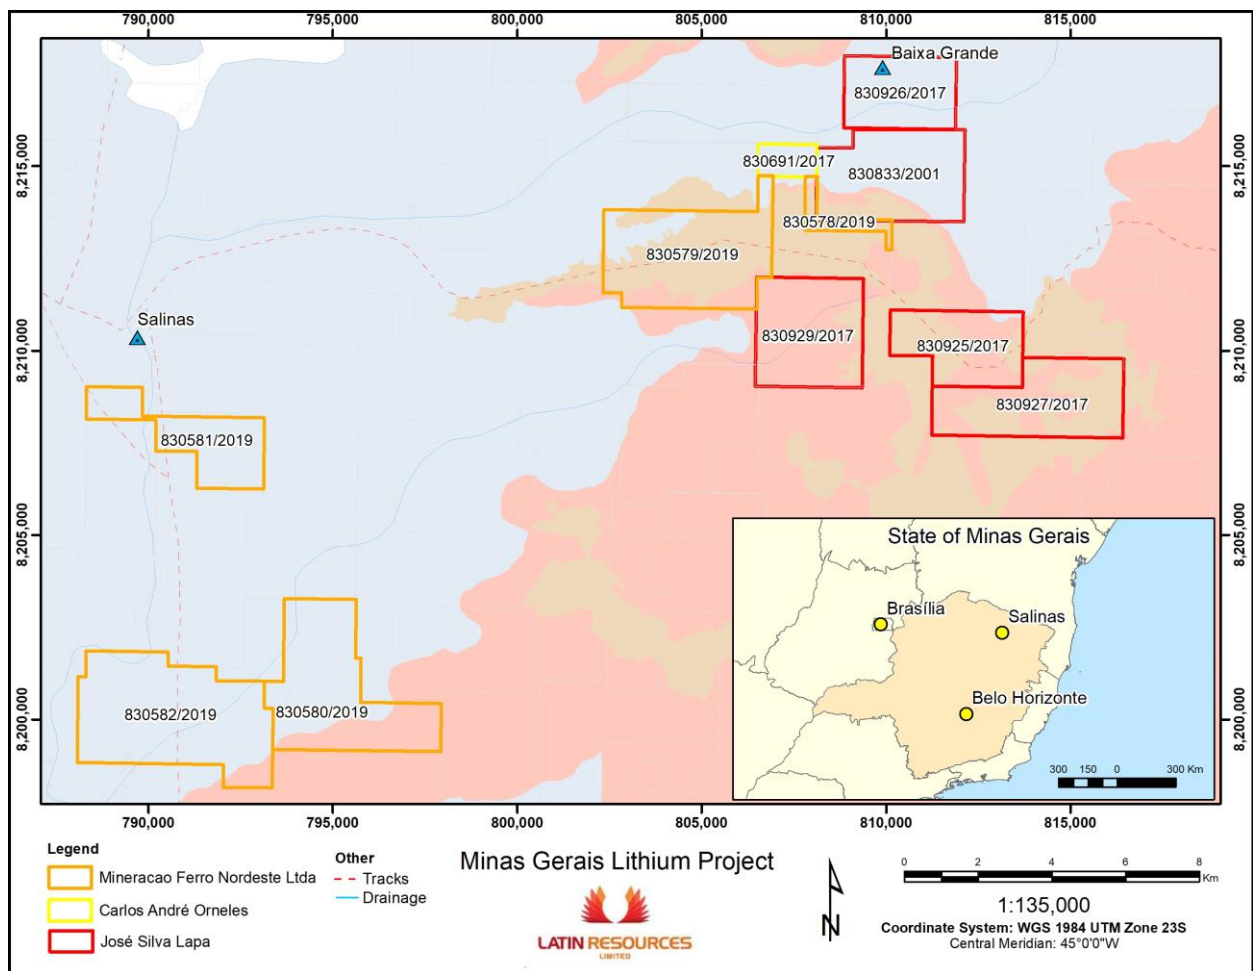 790,000 795,000 800,000 805,000 810,000 815,000
Baixa Grande
830926/2017
8,215,000 8,215,000
830691/2017
830833/2001
830578/2019
830579/2019
Salinas
830929/2017
830925/2017
8,210,000 8,210,000
830927/2017
830581/2019
8,205,000 8,205,000
State of Minas Gerais
Brasília
Salinas
Belo Horizonte
830582/2019
830580/2019
8,200,000 8,200,000
300 150 0 300 Km
790,000 795,000 800,000 805,000 810,000 815,000
Legend
Mineracao Ferro Nordeste Ltda
Carlos André Orneles
José Silva Lapa
Other
Tracks
Drainage
Minas Gerais Lithium Project
LATIN RESOURCES
LIMITED
N
0 2 4 6 8
Km
1:135,000
Coordinate System: WGS 1984 UTM Zone 23S
Central Meridian: 45°0'0"W